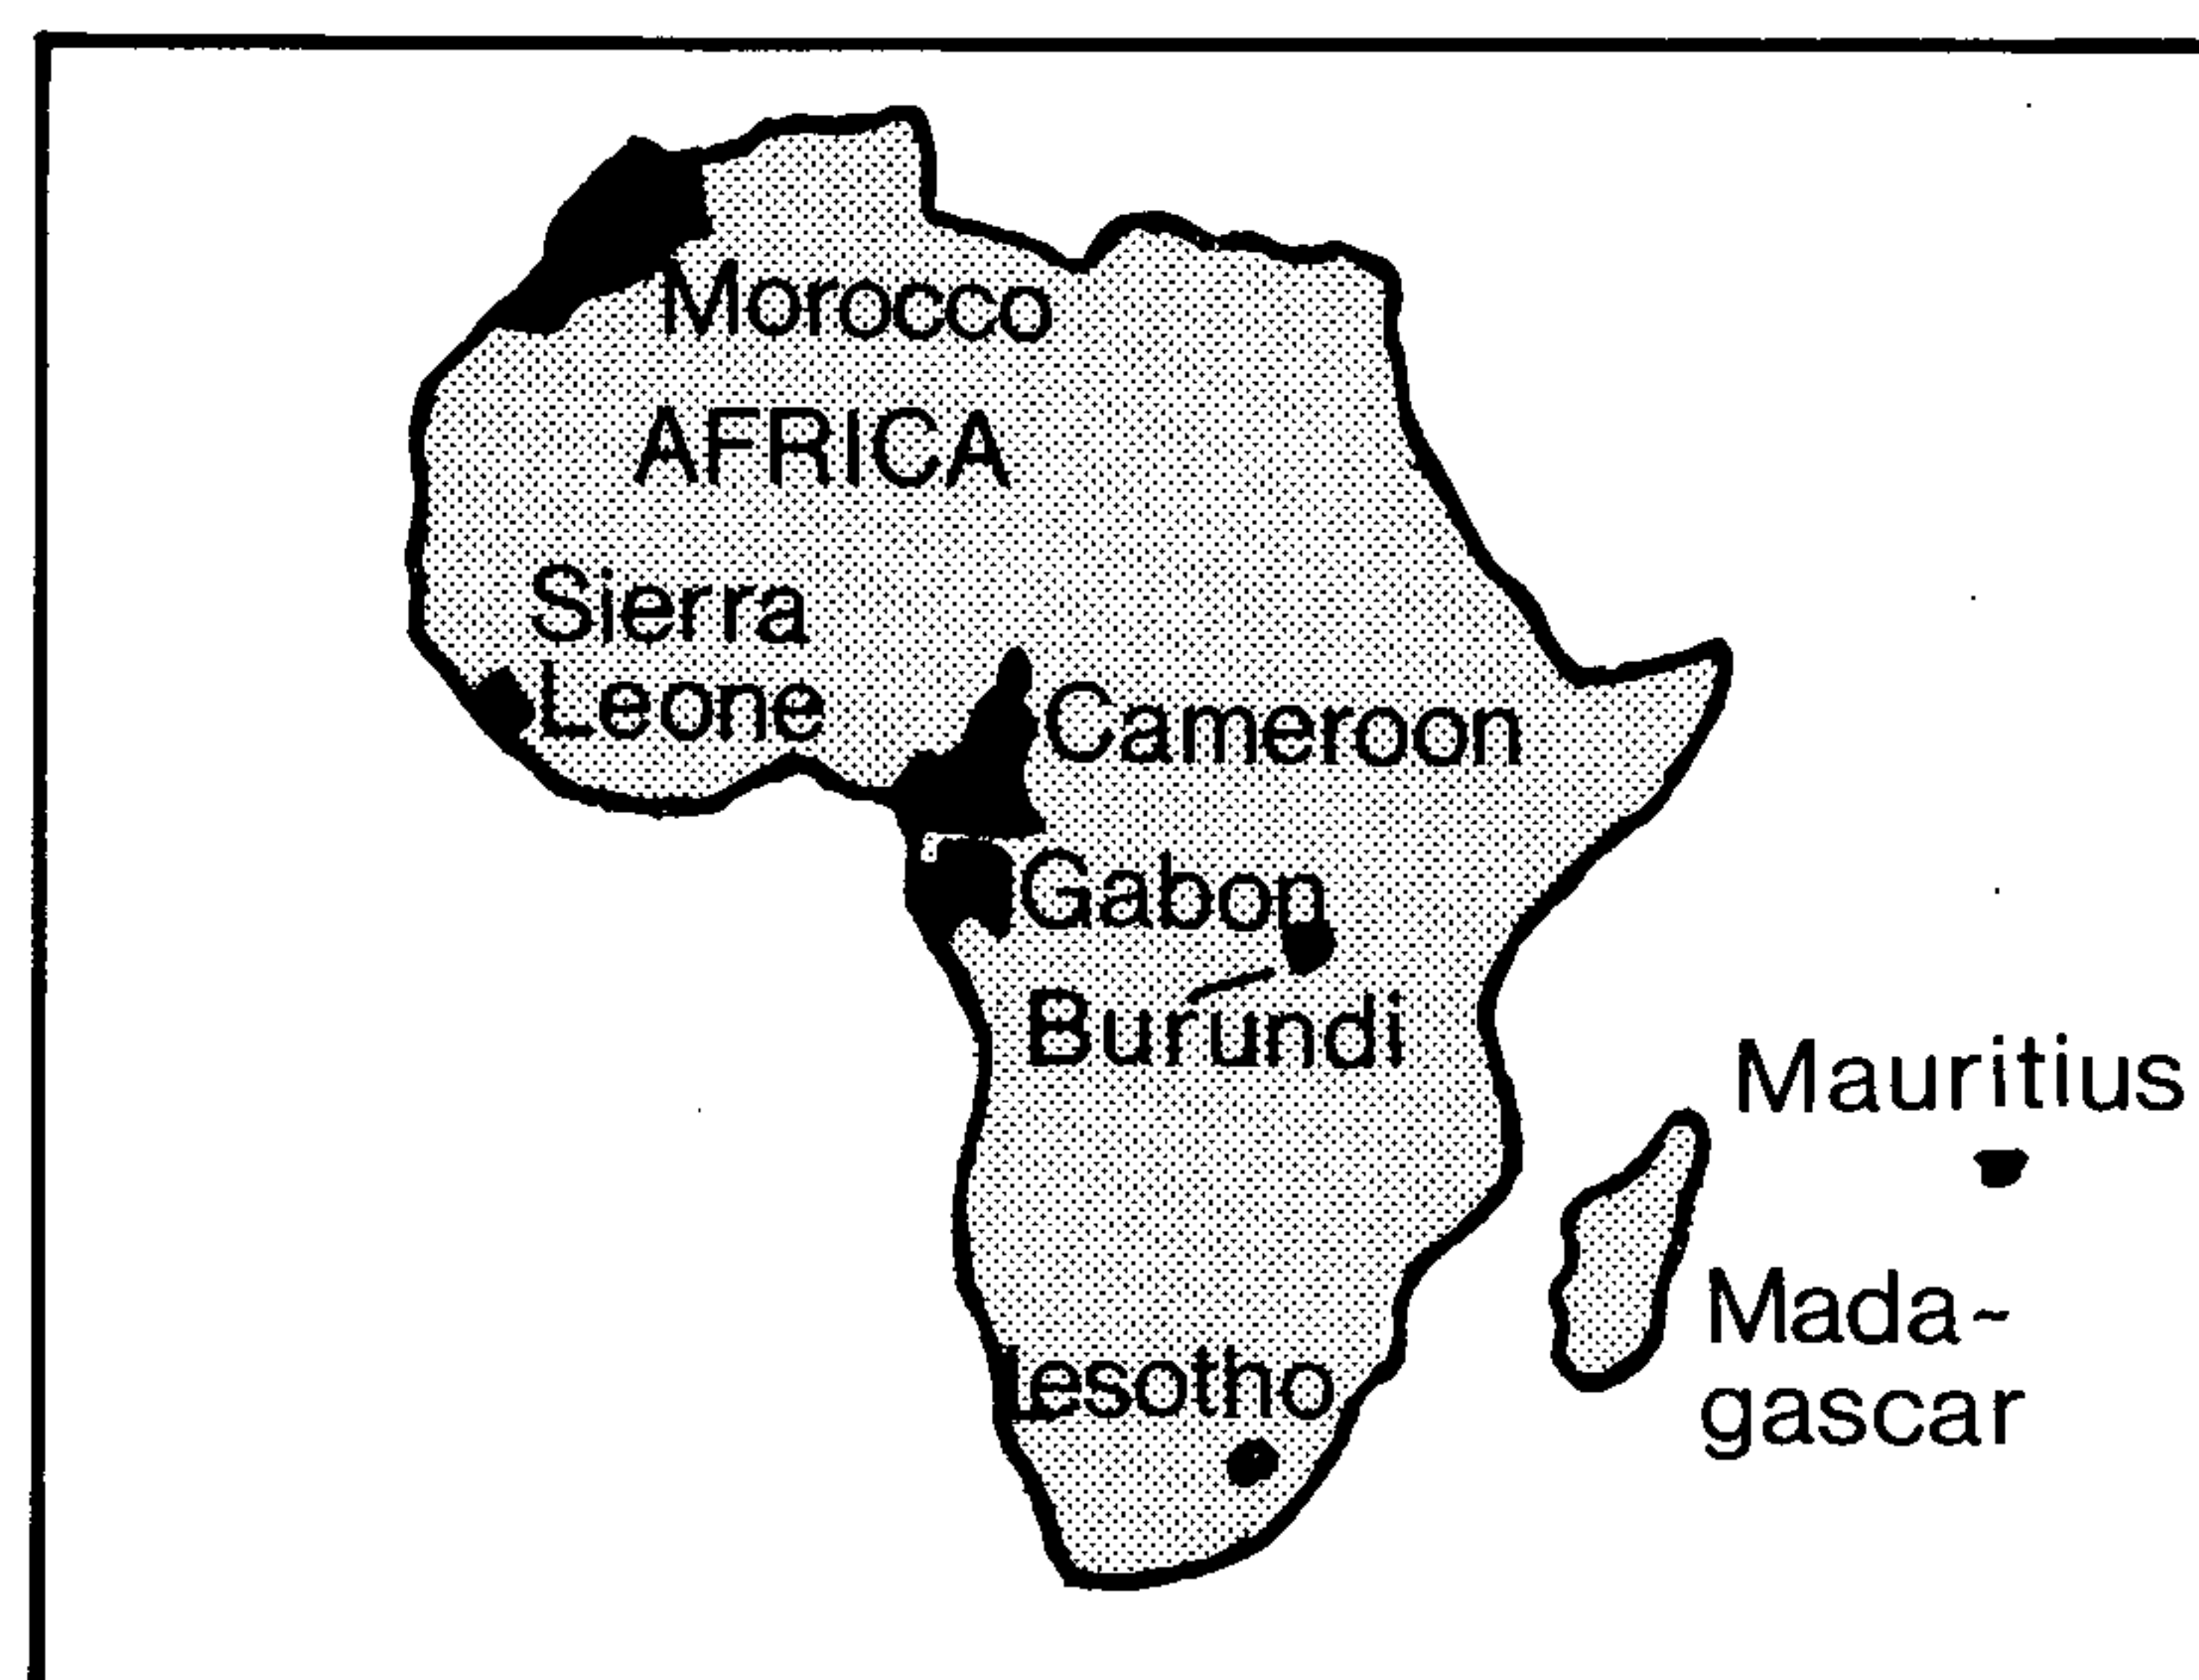 Morocco
AFRICA
Sierra
Leone
Cameroon
Gabon
Burundi
Mauritius
Mada-
gascar
Lesotho